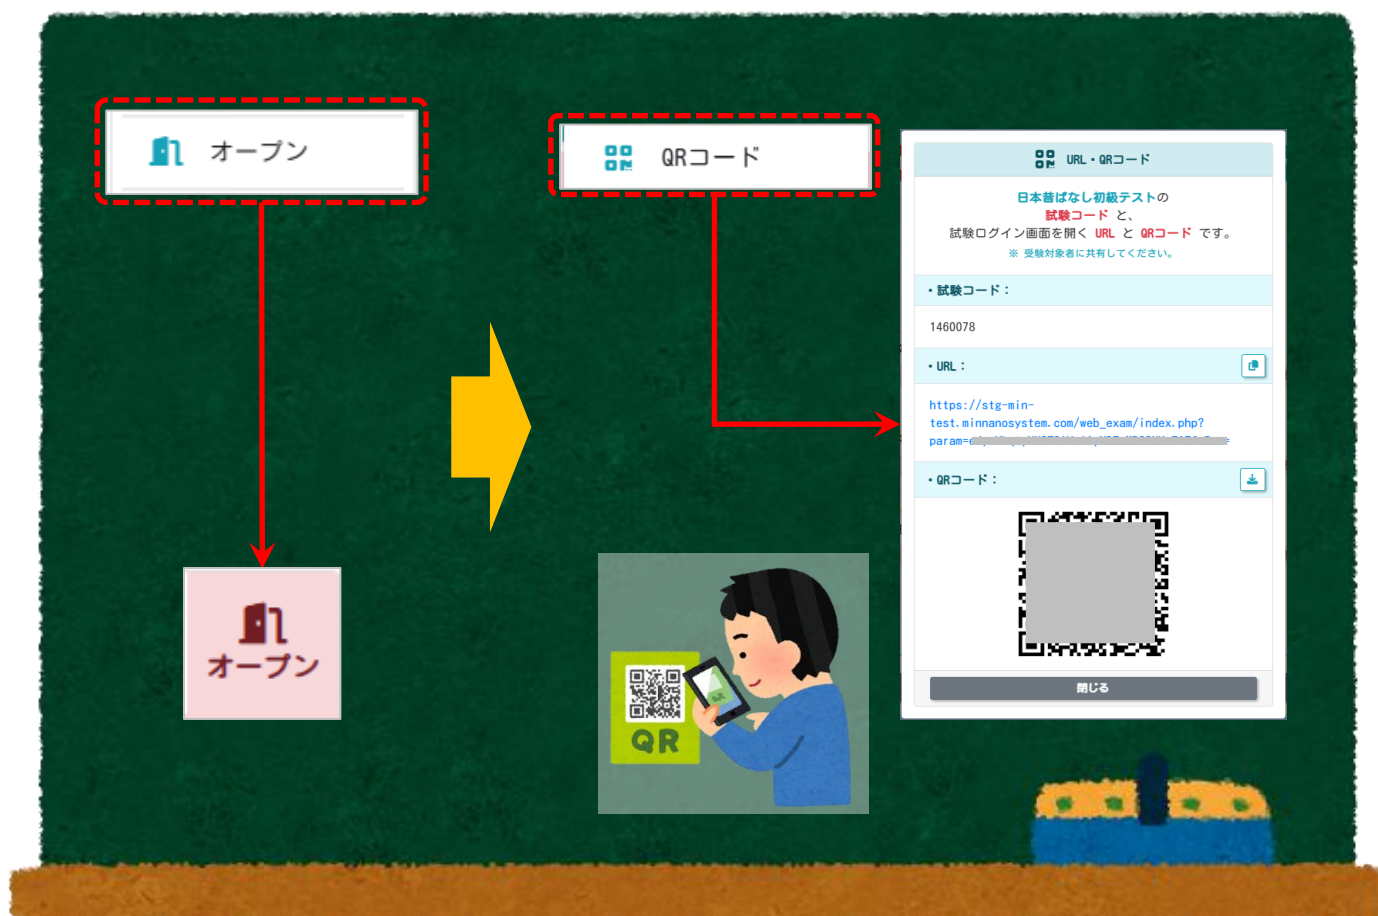 オープン
オープン
QRコード
QR
URL・QRコード
日本昔ばなし初級テストの
試験コード と、
試験ログイン画面を開く URL と QRコード です。
※ 受験対象者に共有してください。
・試験コード：
1460078
・URL：
https://stg-min-
test.minnanosystem.com/web_exam/index.php?
param=
・QRコード：
閉じる